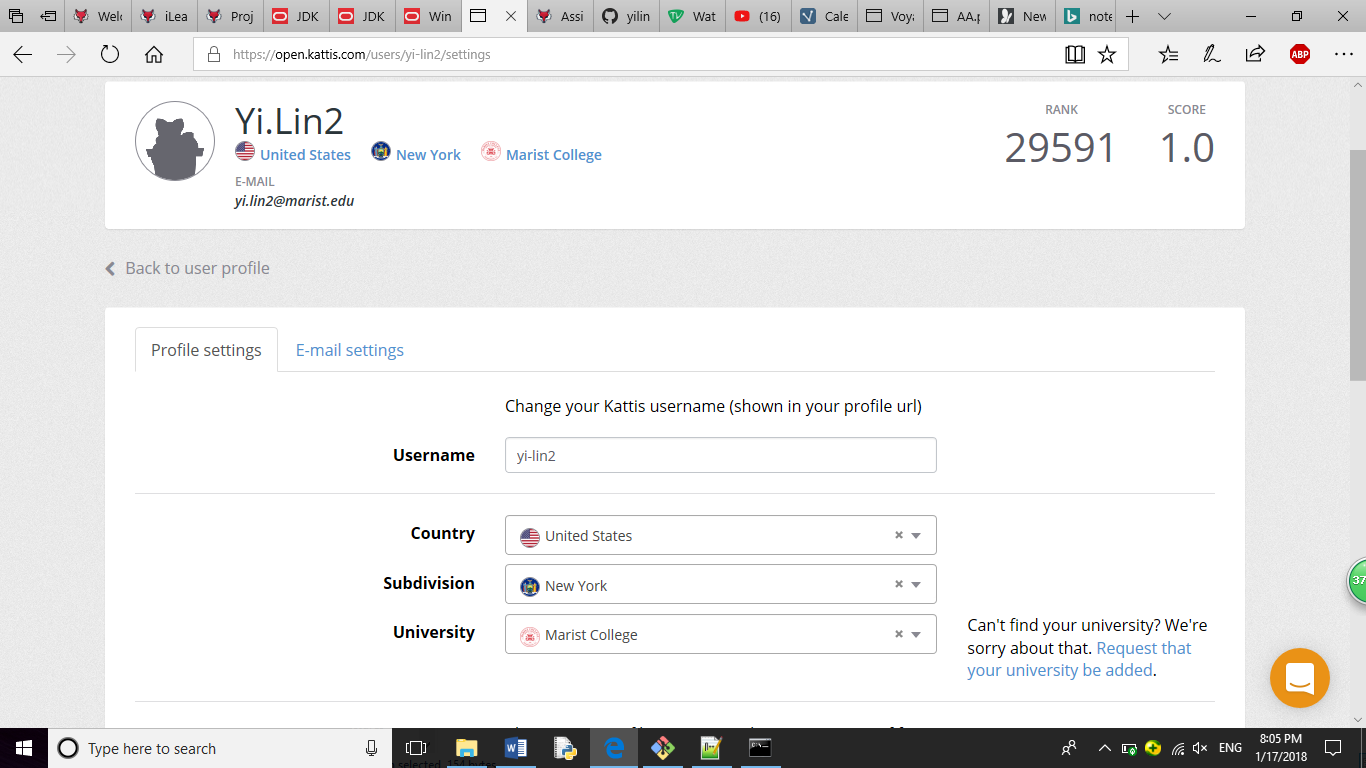 Welc
iLea
Proj
JDK
JDK
Win
Assi
yilin
Wat
(16)
Cale
Voya
AA.p
New
note
https://open.kattis.com/users/yi-lin2/settings
ABP
Yi.Lin2
United States New York Marist College
E-MAIL
yi.lin2@marist.edu
RANK
29591
SCORE
1.0
Back to user profile
Profile settings
E-mail settings
Change your Kattis username (shown in your profile url)
Username
yi-lin2
Country
United States
Subdivision
New York
University
Marist College
Can't find your university? We're
sorry about that. Request that
your university be added.
37
Type here to search
selected 154 bytes
ENG
8:05 PM
1/17/2018